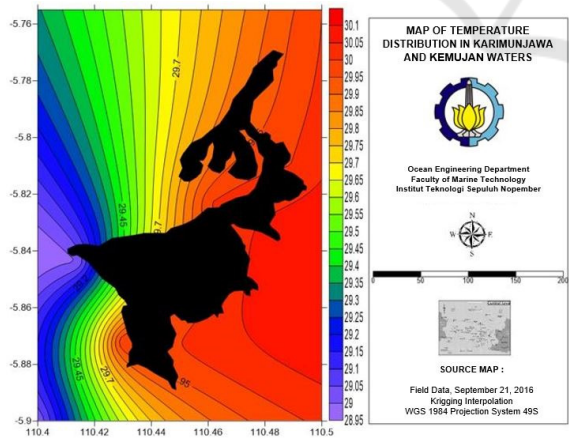 -5.76
-5.78
-5.8
-5.82
-5.84
-5.86
-5.88
-5.9
110.4 110.42 110.44 110.46 110.48 110.5
29.7
29.45
29.7
29.45
29.7
95
30.1
30.05
30
29.95
29.9
29.85
29.8
29.75
29.7
29.65
29.6
29.55
29.5
29.45
29.4
29.35
29.3
29.25
29.2
29.15
29.1
29.05
29
28.95
MAP OF TEMPERATURE
DISTRIBUTION IN KARIMUNJAWA
AND KEMUJAN WATERS
Ocean Engineering Department
Faculty of Marine Technology
Institut Teknologi Sepuluh Nopember
N
W E
S
0 50 100 150 200
SOURCE MAP :
Field Data, September 21, 2016
Krigging Interpolation
WGS 1984 Projection System 49S